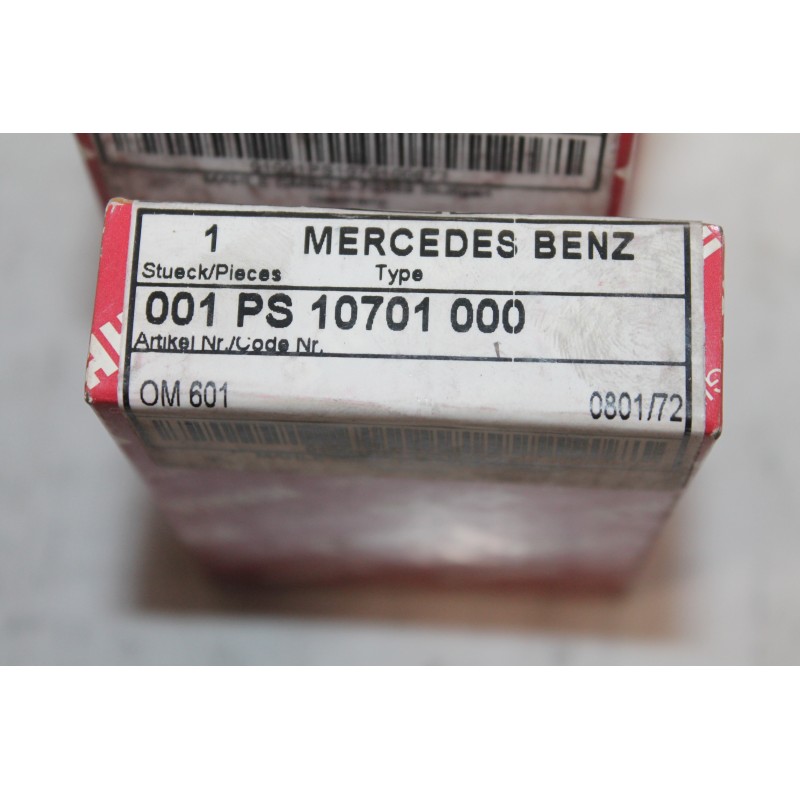 1 MERCEDES BENZ
Stueck/Pieces Type
001 PS 10701 000
Artikel Nr./Code Nr.
OM 601 0801/72